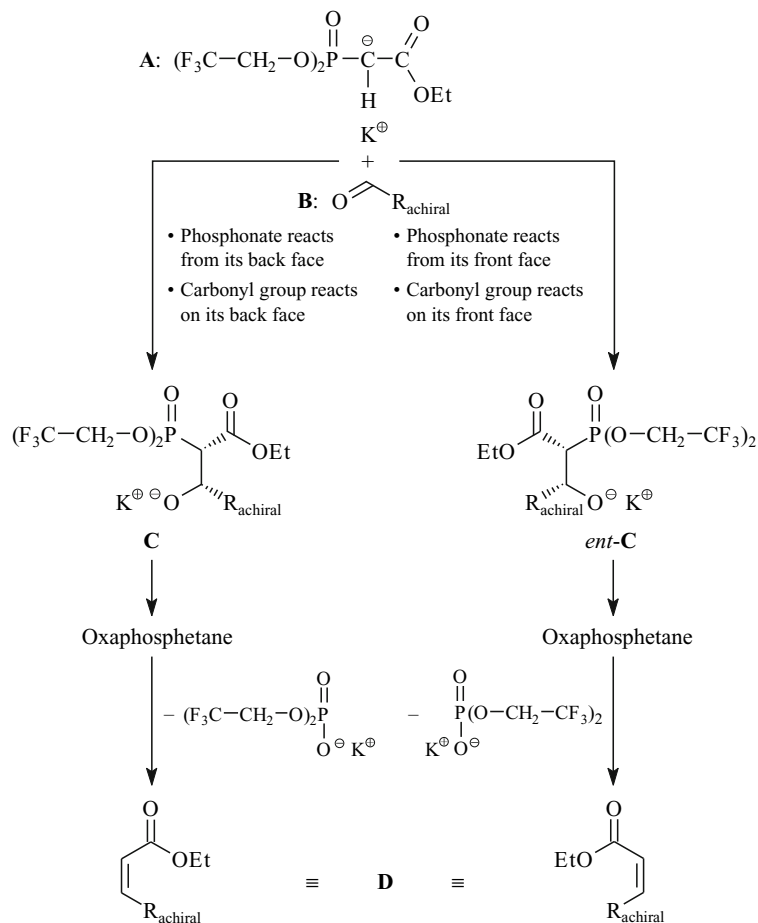 O O
A: (F₃C—CH₂—O)₂P—C—C
⊖
H OEt
K⊕
+
B: O R_achiral
• Phosphonate reacts from its back face
• Carbonyl group reacts on its back face
• Phosphonate reacts from its front face
• Carbonyl group reacts on its front face
O O
(F₃C—CH₂—O)₂P OEt
K⊕ ⊖O R_achiral
C
O O
EtO P(O—CH₂—CF₃)₂
R_achiral O⊖ K⊕
ent-C
Oxaphosphetane
Oxaphosphetane
O
– (F₃C—CH₂—O)₂P
O⊖ K⊕
O
– P(O—CH₂—CF₃)₂
K⊕ O⊖
O
OEt
R_achiral
≡ D ≡
O
EtO
R_achiral